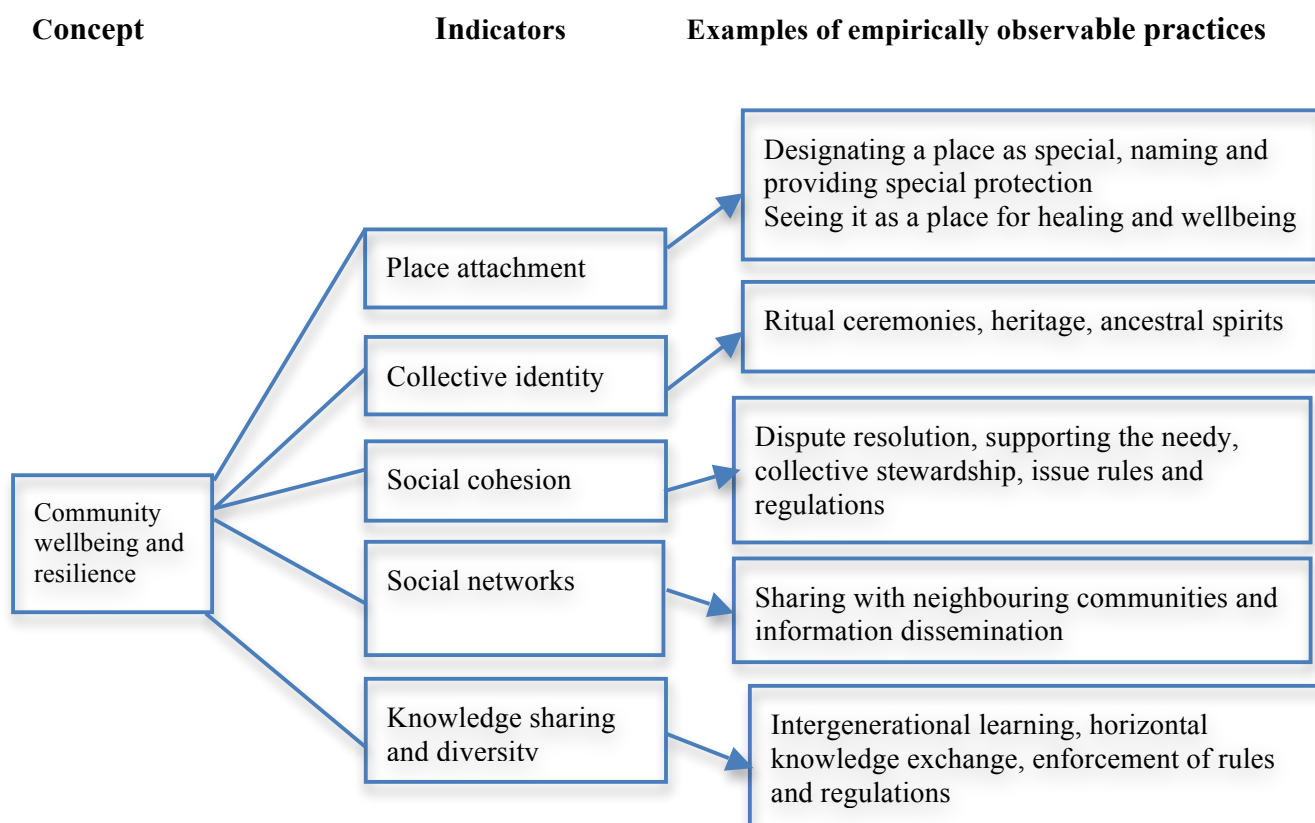 Concept
Indicators
Examples of empirically observable practices
Designating a place as special, naming and
providing special protection
Seeing it as a place for healing and wellbeing
Place attachment
Ritual ceremonies, heritage, ancestral spirits
Collective identity
Dispute resolution, supporting the needy,
collective stewardship, issue rules and
regulations
Social cohesion
Community
wellbeing and
resilience
Social networks
Sharing with neighbouring communities and
information dissemination
Knowledge sharing
and diversity
Intergenerational learning, horizontal
knowledge exchange, enforcement of rules
and regulations